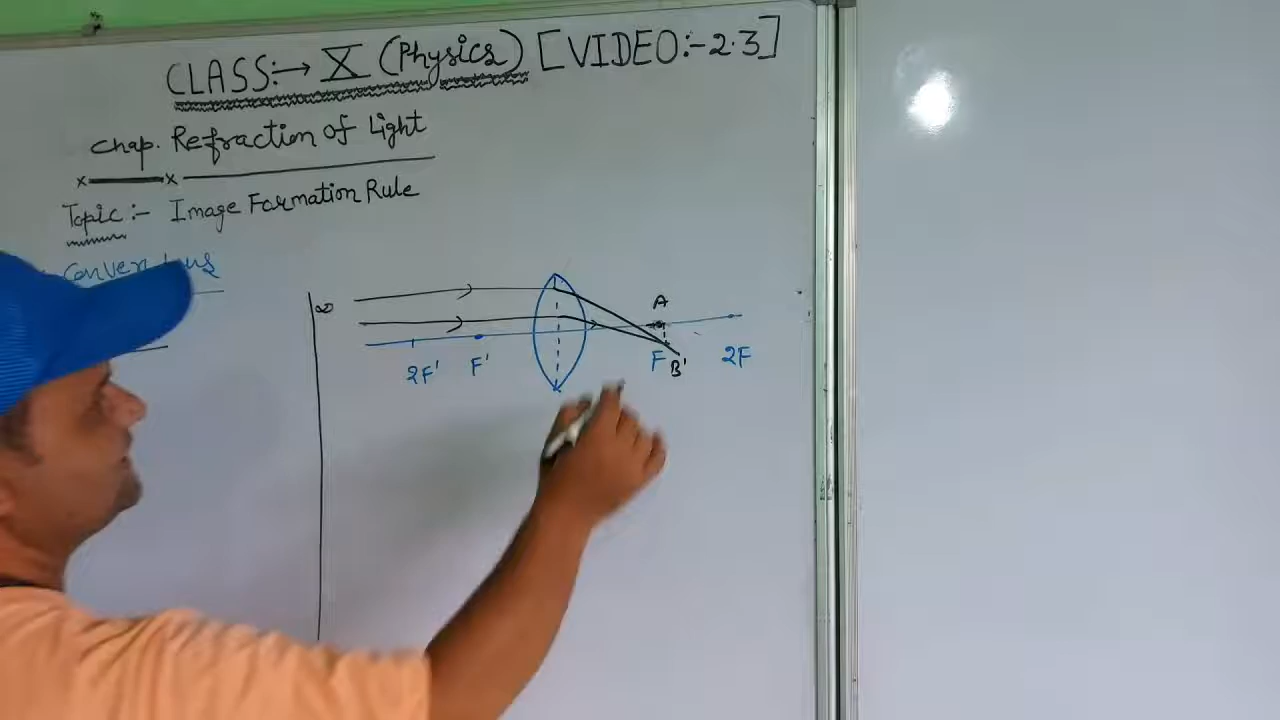 CLASS:→ X (Physics) [VIDEO:-2.3]
Chap. Refraction of Light
Topic:- Image Formation Rule
∞
A
2F' F' F B' 2F